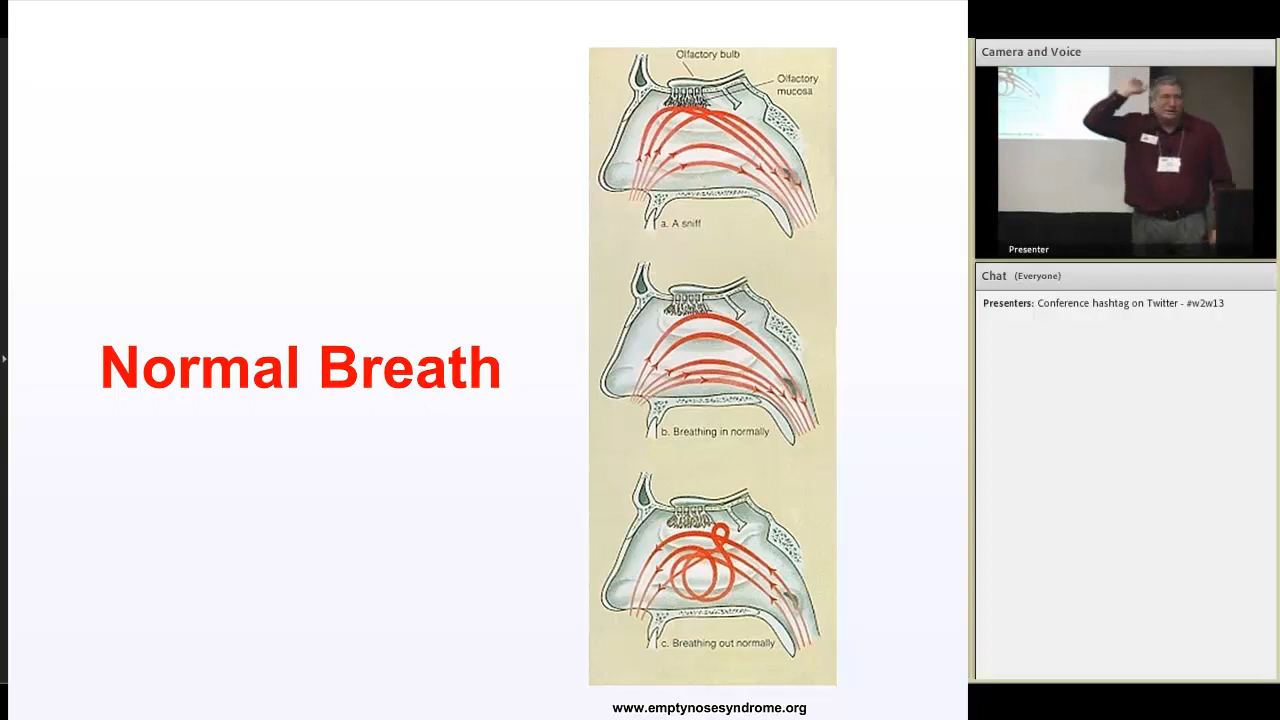 Normal Breath
Olfactory bulb
Olfactory
mucosa
a. A sniff
b. Breathing in normally
c. Breathing out normally
www.emptynosesyndrome.org
Camera and Voice
Presenter
Chat (Everyone)
Presenters: Conference hashtag on Twitter - #w2w13